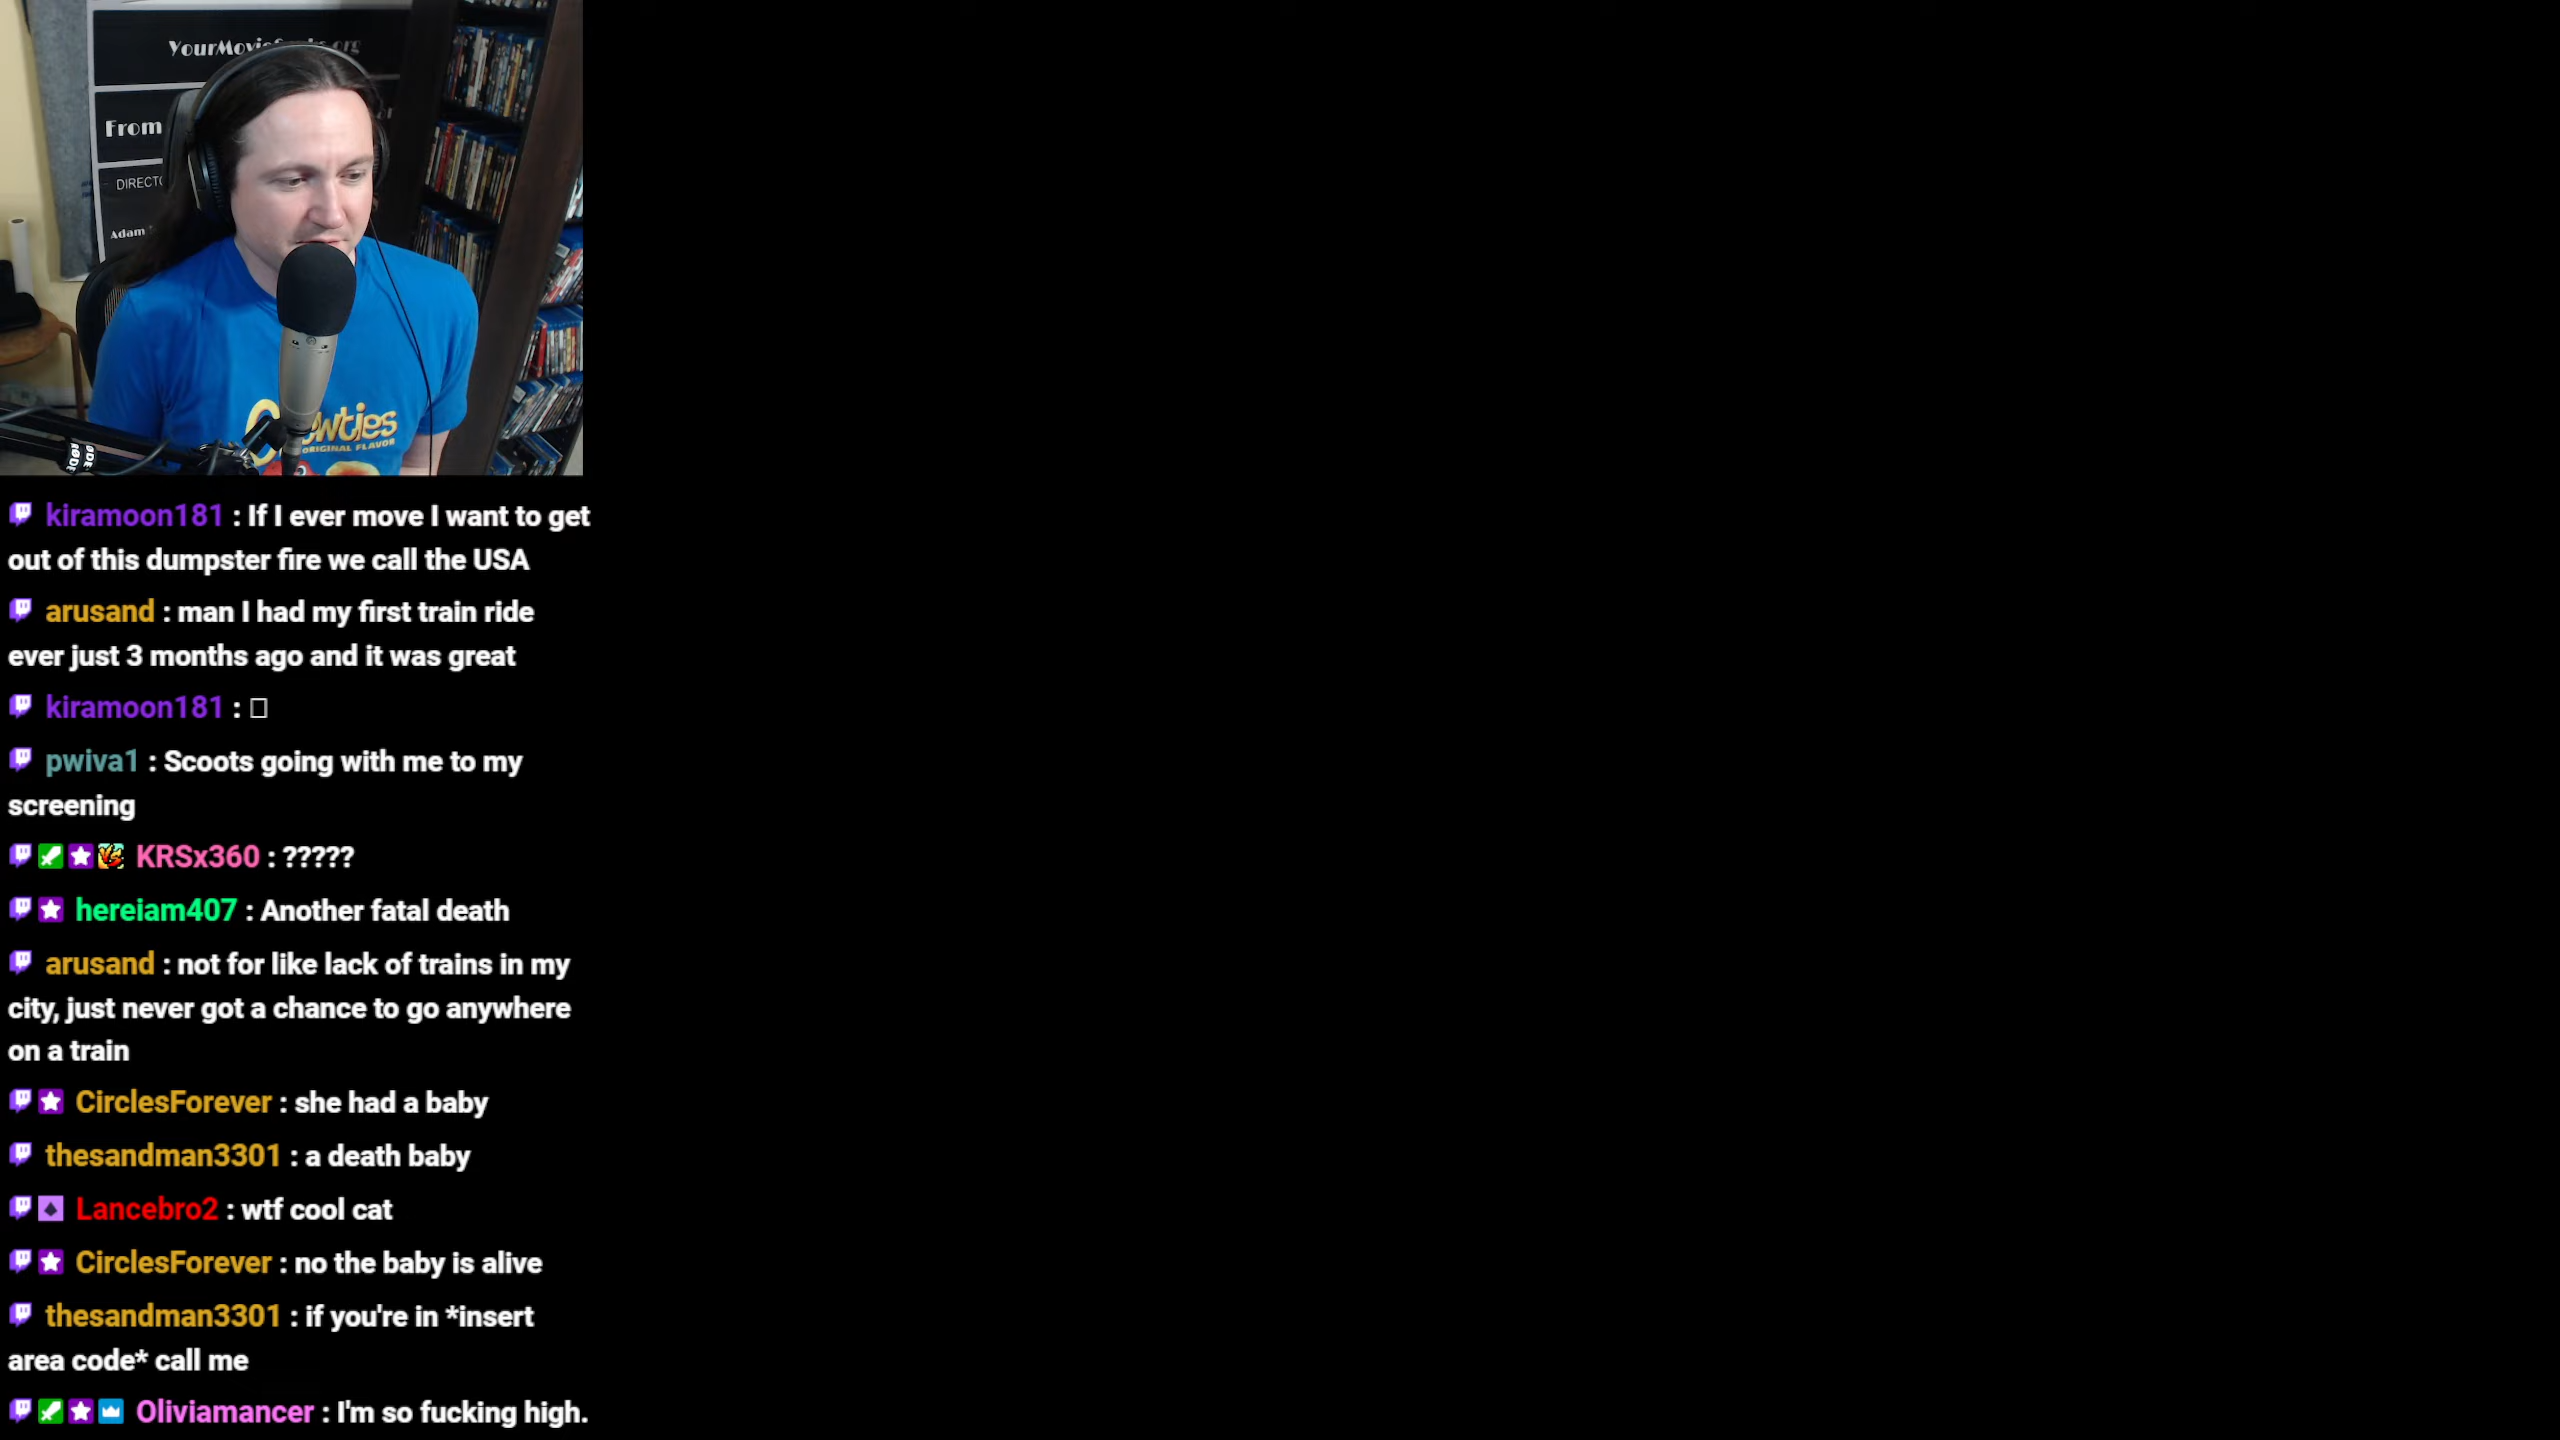 YourMovie
.org
From
DIRECTO
Adam
wties
ORIGINAL FLAVOR
RØDE
kiramoon181 : If I ever move I want to get
out of this dumpster fire we call the USA
arusand : man I had my first train ride
ever just 3 months ago and it was great
kiramoon181 : □
pwiva1 : Scoots going with me to my
screening
KRSx360 : ?????
hereiam407 : Another fatal death
arusand : not for like lack of trains in my
city, just never got a chance to go anywhere
on a train
CirclesForever : she had a baby
thesandman3301 : a death baby
Lancebro2 : wtf cool cat
CirclesForever : no the baby is alive
thesandman3301 : if you're in *insert
area code* call me
Oliviamancer : I'm so fucking high.